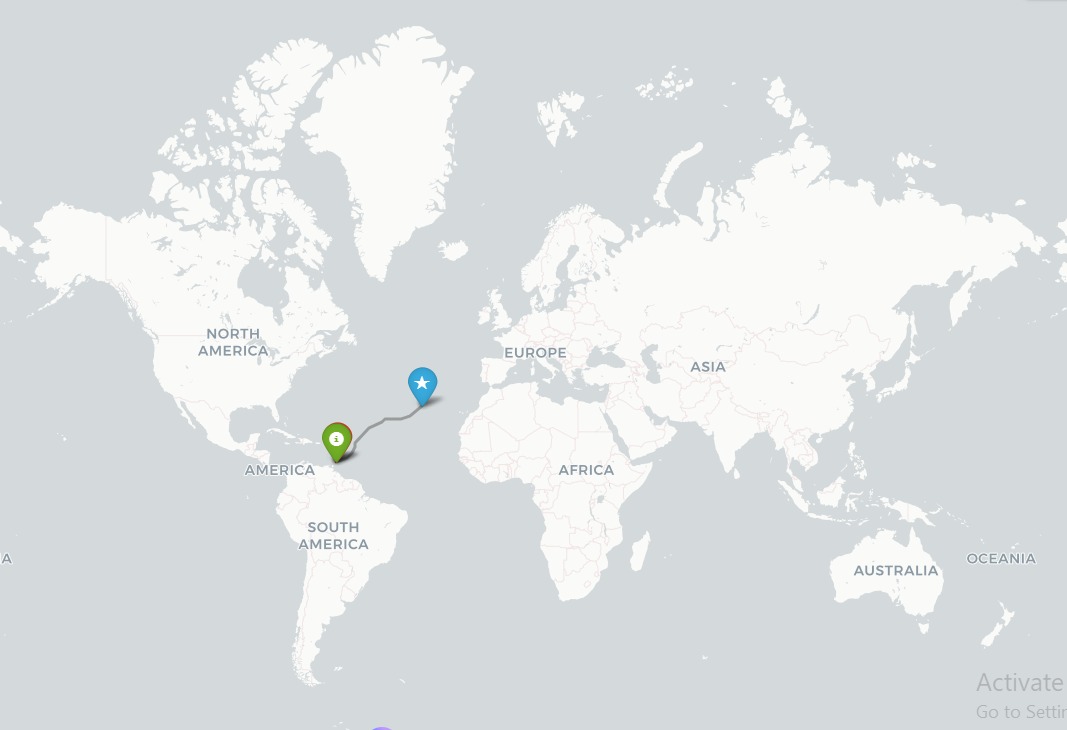 NORTH
AMERICA
EUROPE
ASIA
AMERICA
AFRICA
SOUTH
AMERICA
A
AUSTRALIA
OCEANIA
Activate
Go to Settin